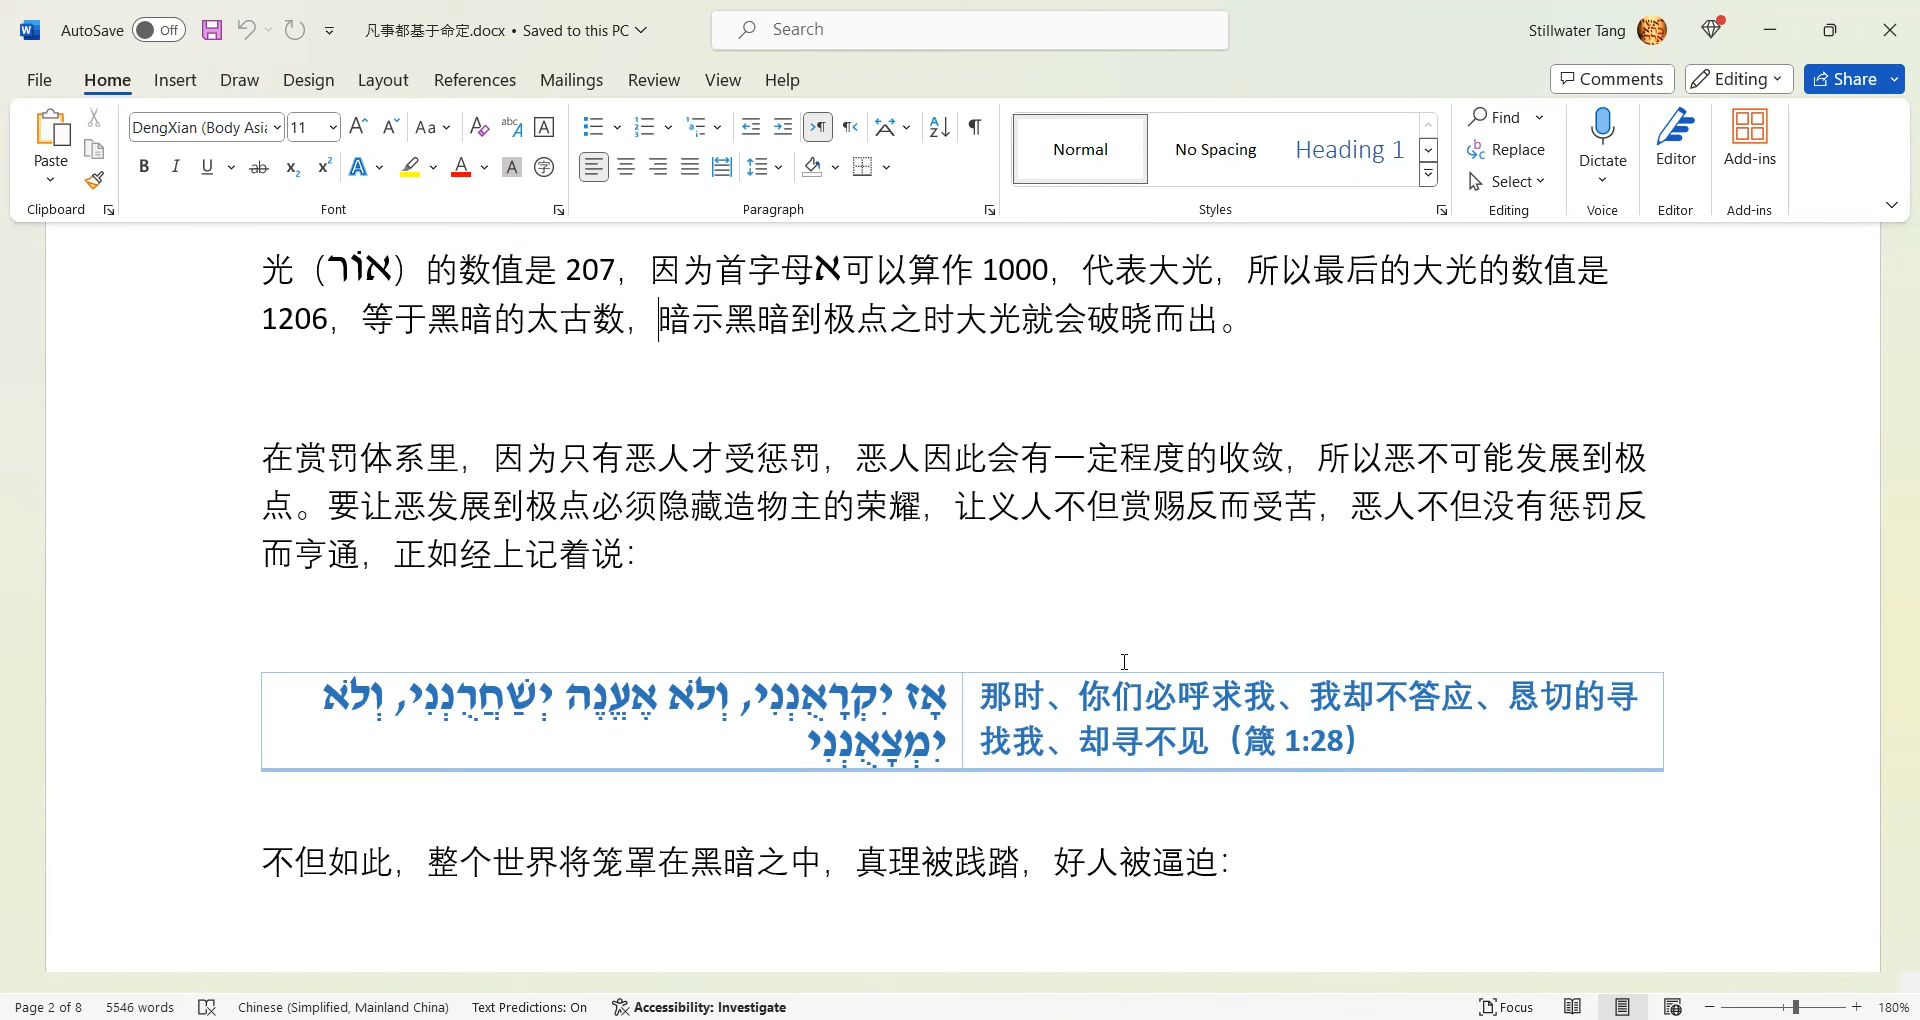 AutoSave Off 凡事都基于命定.docx • Saved to this PC Search Stillwater Tang
File Home Insert Draw Design Layout References Mailings Review View Help Comments Editing Share
DengXian (Body Asia 11 Aa Normal No Spacing Heading 1 Find
Paste Replace Dictate Editor Add-ins
Select
Clipboard Font Paragraph Styles Editing Voice Editor Add-ins
光（אוֹר）的数值是 207，因为首字母א可以算作 1000，代表大光，所以最后的大光的数值是
1206，等于黑暗的太古数，暗示黑暗到极点之时大光就会破晓而出。
在赏罚体系里，因为只有恶人才受惩罚，恶人因此会有一定程度的收敛，所以恶不可能发展到极
点。要让恶发展到极点必须隐藏造物主的荣耀，让义人不但赏赐反而受苦，恶人不但没有惩罚反
而亨通，正如经上记着说：
אָז יִקְרָאֻנְנִי, וְלֹא אֶעֱנֶה יְשַׁחֲרֻנְנִי, וְלֹא
יִמְצָאֻנְנִי
那时、你们必呼求我、我却不答应、恳切的寻
找我、却寻不见（箴 1:28）
不但如此，整个世界将笼罩在黑暗之中，真理被践踏，好人被逼迫：
Page 2 of 8 5546 words Chinese (Simplified, Mainland China) Text Predictions: On Accessibility: Investigate Focus 180%